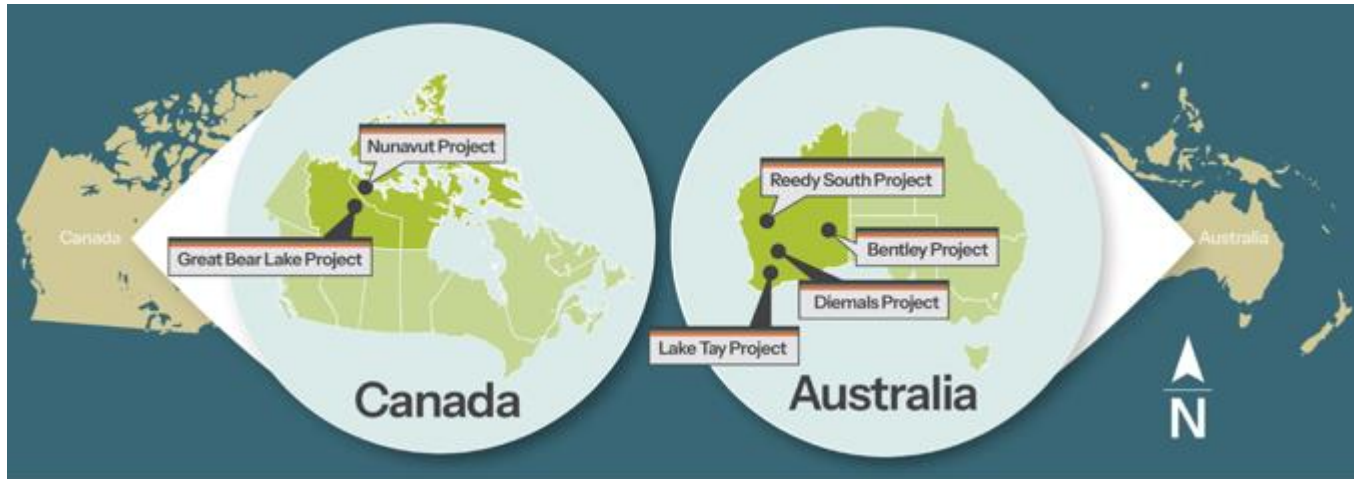 Canada
Nunavut Project
Great Bear Lake Project
Canada
Reedy South Project
Bentley Project
Diemals Project
Lake Tay Project
Australia
Australia
N